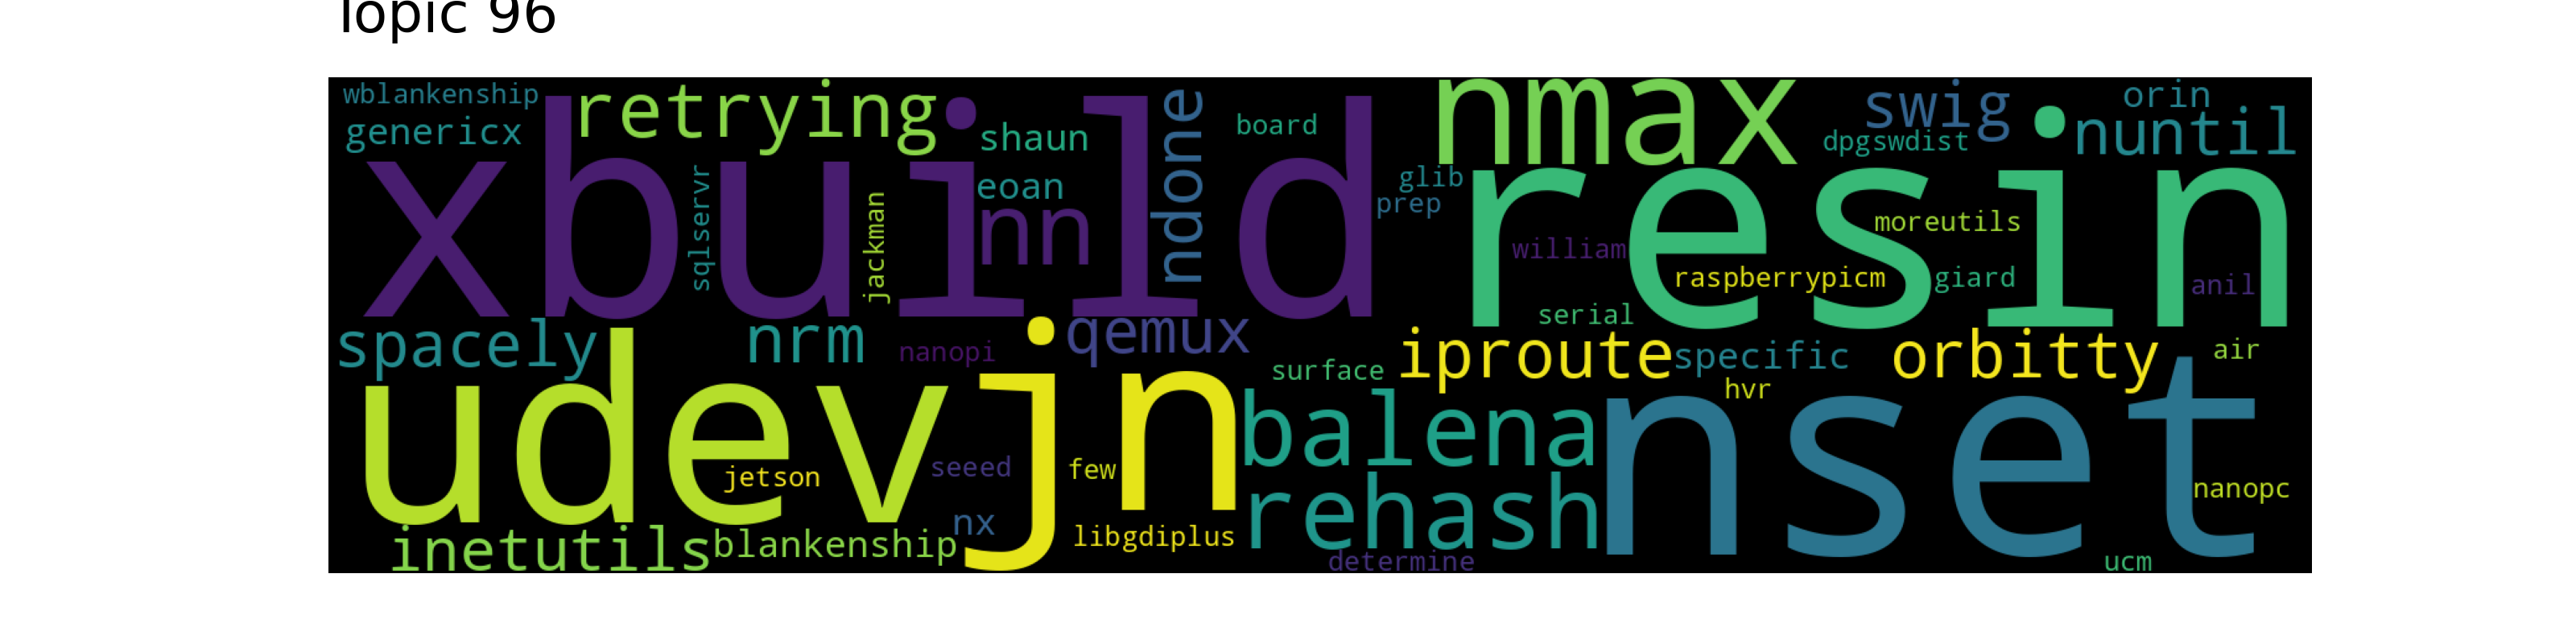 Topic 96
wblankenship
genericx
retrying
shaun
eoan
nn
ndone
board
nmax
swig
orin
dpgswdist
nuntil
xbuild
sqlservr
jackman
glib
prep
resin
moreutils
william
raspberrypicm
giard
anil
serial
spacely
nrm
nanopi
qemux
surface
iproute
specific
orbitty
air
hvr
udev
jn
jetson
seeed
few
balena
nset
nanopc
nx
libgdiplus
rehash
inetutils
blankenship
determine
ucm